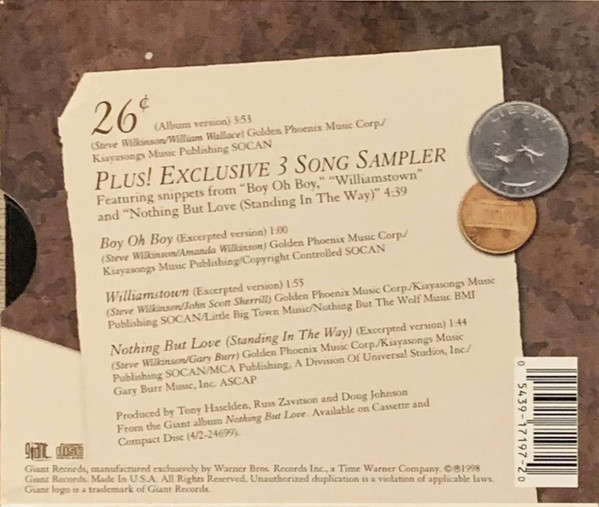 26¢ (Album version) 3:53
(Steve Wilkinson/William Wallace) Golden Phoenix Music Corp./
Kiayasongs Music Publishing SOCAN
PLUS! EXCLUSIVE 3 SONG SAMPLER
Featuring snippets from "Boy Oh Boy," "Williamstown"
and "Nothing But Love (Standing In The Way)" 4:39
Boy Oh Boy (Excerpted version) 1:00
(Steve Wilkinson/Amanda Wilkinson) Golden Phoenix Music Corp./
Kiayasongs Music Publishing/Copyright Controlled SOCAN
Williamstown (Excerpted version) 1:55
(Steve Wilkinson/John Scott Sherrill) Golden Phoenix Music Corp./Kiayasongs Music
Publishing SOCAN/Little Big Town Music/Nothing But The Wolf Music BMI
Nothing But Love (Standing In The Way) (Excerpted version) 1:44
(Steve Wilkinson/Gary Burr) Golden Phoenix Music Corp./Kiayasongs Music
Publishing SOCAN/MCA Publishing, A Division Of Universal Studios, Inc./
Gary Burr Music, Inc. ASCAP
Produced by Tony Haselden, Russ Zavitson and Doug Johnson
From the Giant album Nothing But Love. Available on Cassette and
Compact Disc (4/2-24699).
giant
disc
Giant Records, manufactured exclusively by Warner Bros. Records Inc., a Time Warner Company. ©℗1998
Giant Records. Made In U.S.A. All Rights Reserved. Unauthorized duplication is a violation of applicable laws.
Giant logo is a trademark of Giant Records.
0 5439-17197-2 0